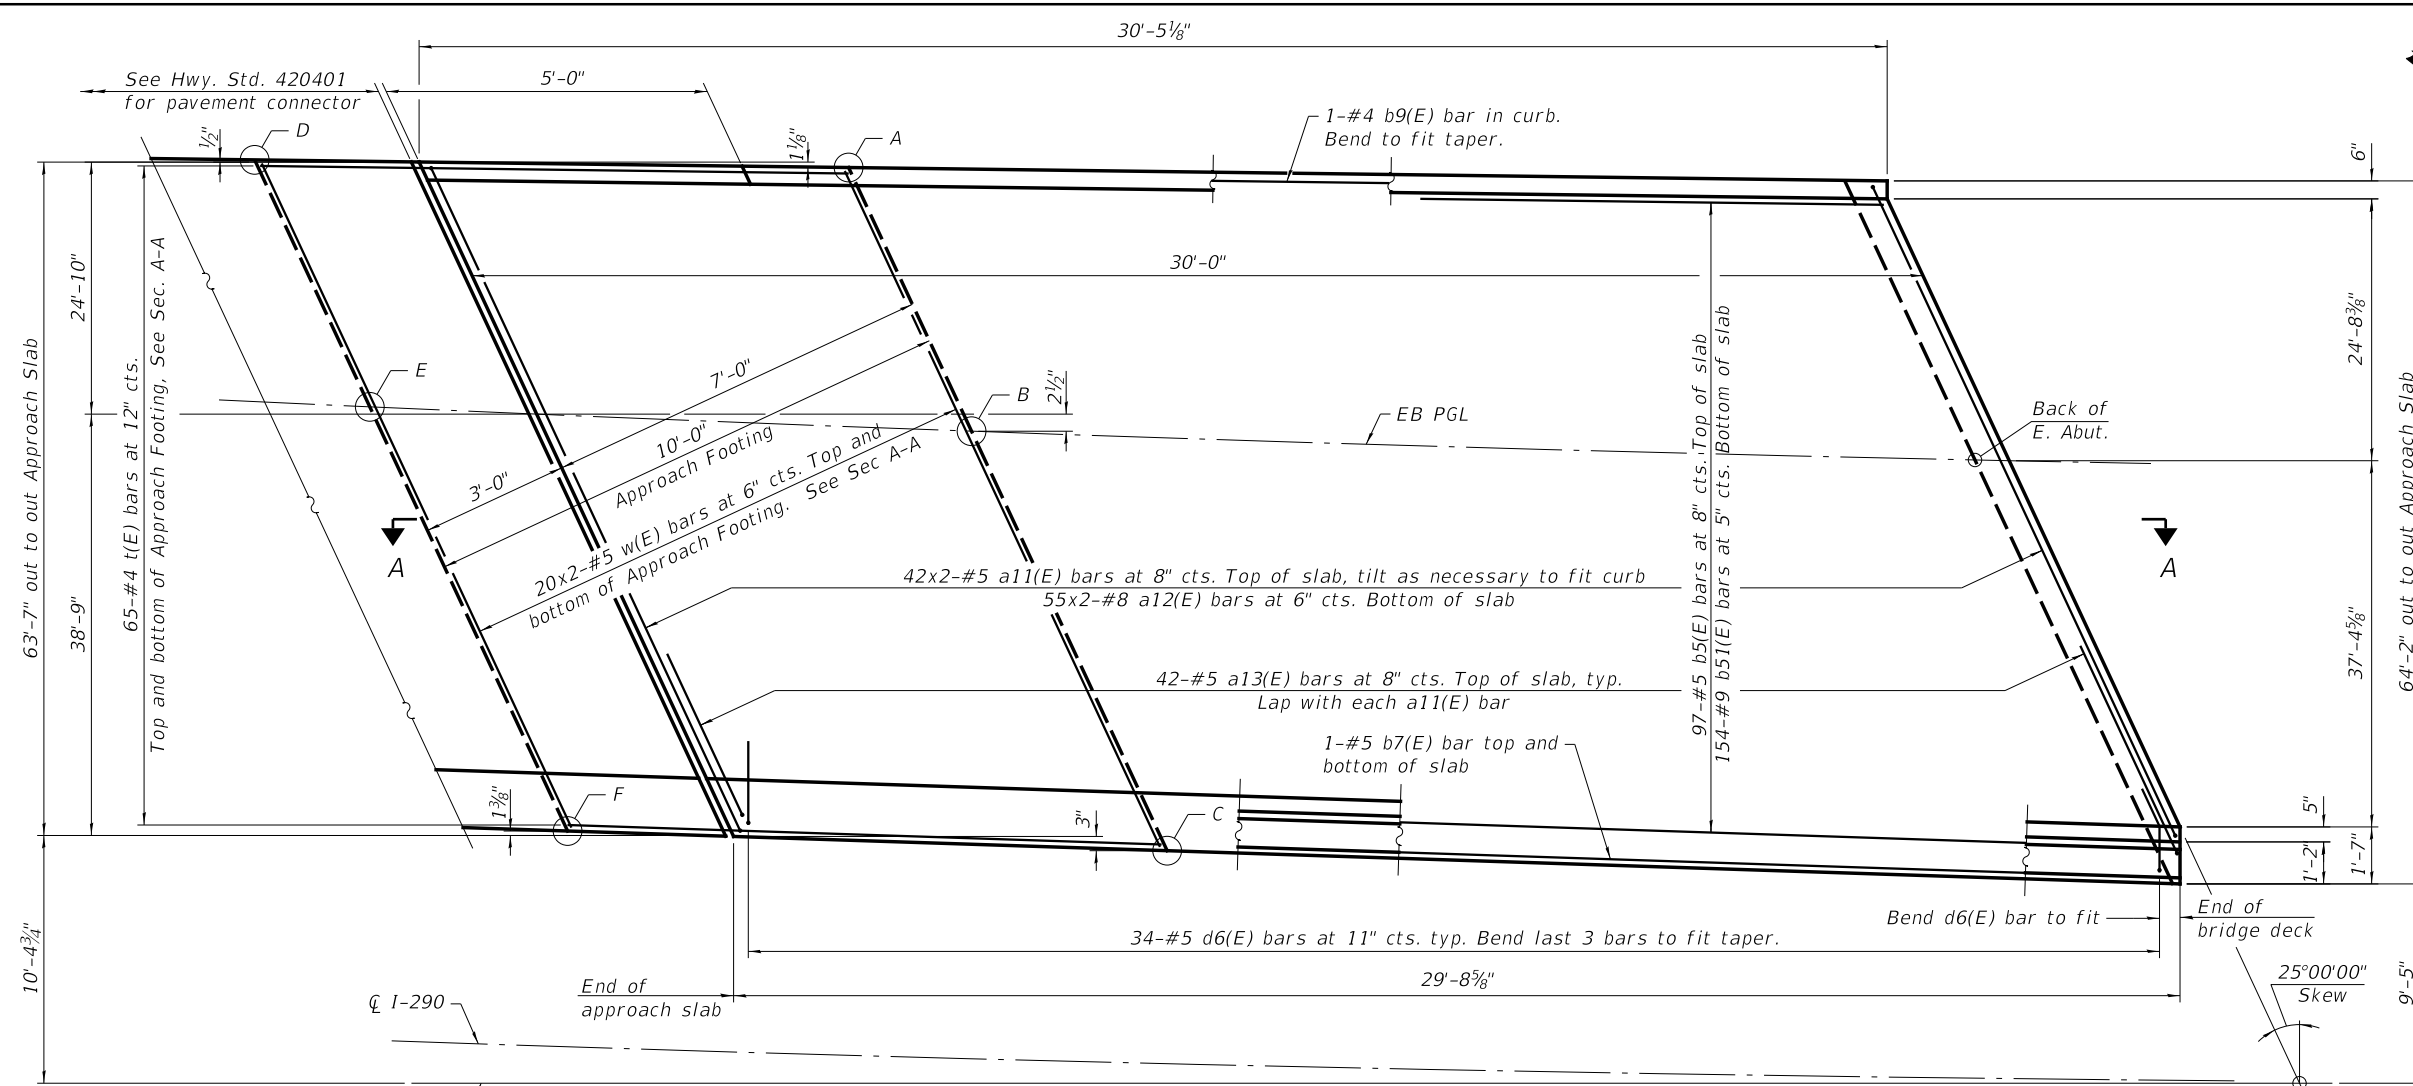 30'-5⅛"
See Hwy. Std. 420401
for pavement connector
5'-0"
½"
D
1⅛"
A
1-#4 b9(E) bar in curb.
Bend to fit taper.
6"
63'-7" out to out Approach Slab
24'-10"
38'-9"
65-#4 t(E) bars at 12" cts.
Top and bottom of Approach Footing, See Sec. A-A
30'-0"
E
7'-0"
10'-0"
Approach Footing
3'-0"
20x2-#5 w(E) bars at 6" cts. Top and
bottom of Approach Footing. See Sec A-A
2½"
B
EB PGL
97-#5 b5(E) bars at 8" cts. Top of slab
154-#9 b51(E) bars at 5" cts. Bottom of slab
Back of
E. Abut.
24'-8⅜"
37'-4⅝"
64'-2" out to out Approach Slab
A
A
42x2-#5 a11(E) bars at 8" cts. Top of slab, tilt as necessary to fit curb
55x2-#8 a12(E) bars at 6" cts. Bottom of slab
42-#5 a13(E) bars at 8" cts. Top of slab, typ.
Lap with each a11(E) bar
1-#5 b7(E) bar top and
bottom of slab
1⅜"
F
3"
C
5"
1'-2"
1'-7"
Bend d6(E) bar to fit
End of
bridge deck
34-#5 d6(E) bars at 11" cts. typ. Bend last 3 bars to fit taper.
29'-8⅝"
End of
approach slab
10'-4¾"
℄ I-290
25°00'00"
Skew
9'-5"